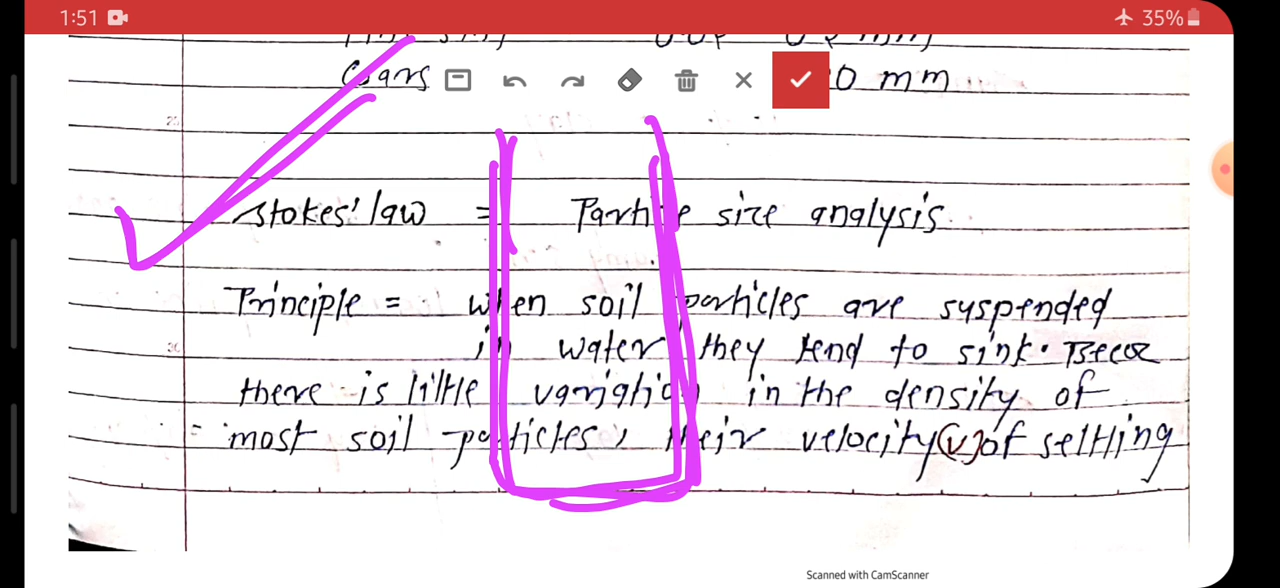 1:51 35%
0 mm
Stokes' law = Particle size analysis
Principle = when soil particles are suspended
in water they tend to sink. Becoz
there is little variation in the density of
most soil particles, their velocity (v) of settling
Scanned with CamScanner